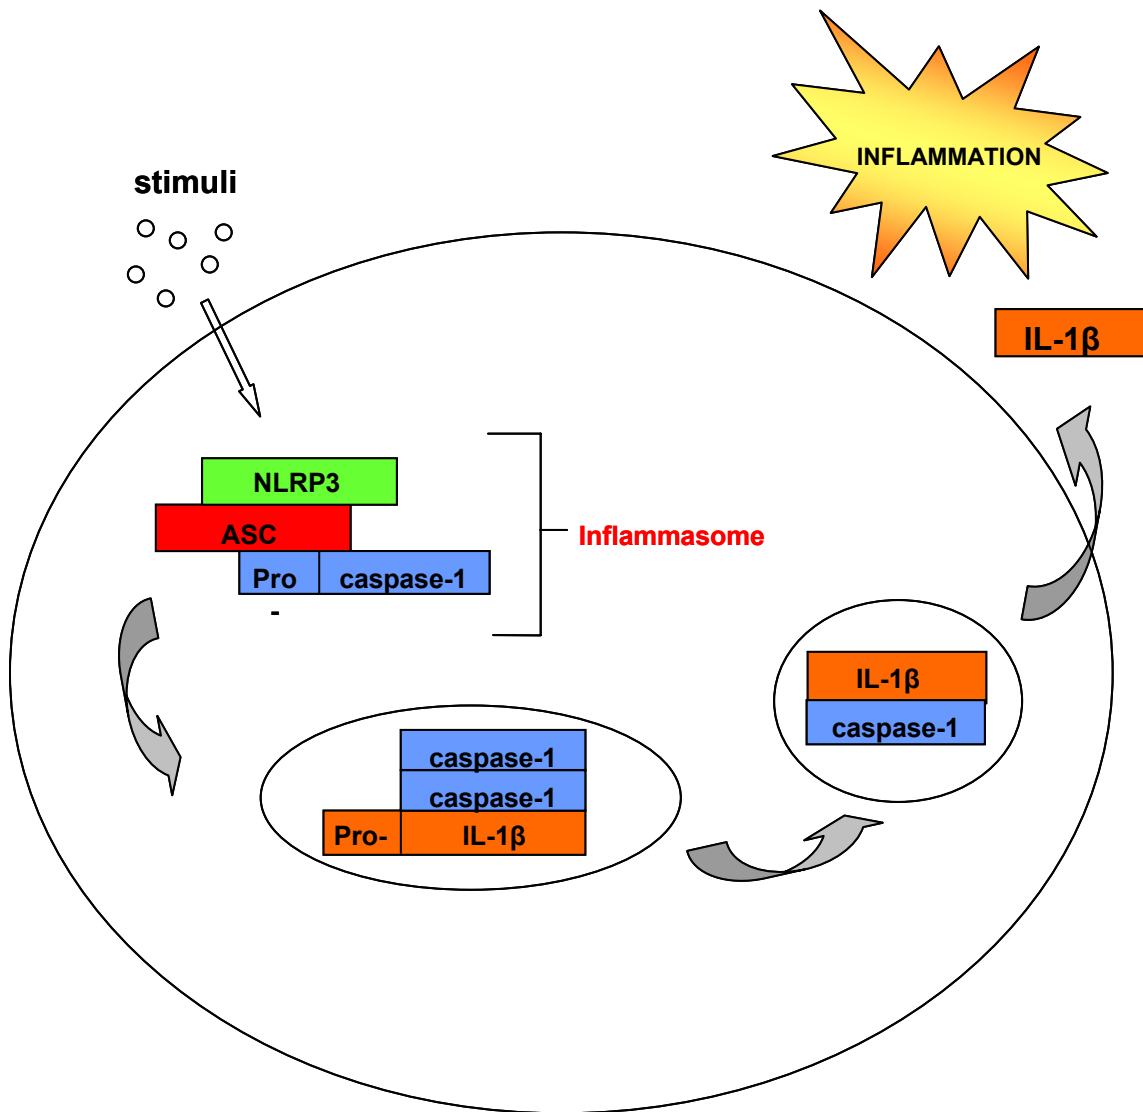 INFLAMMATION
stimuli
IL-1β
NLRP3
ASC
Inflammasome
Pro
-
caspase-1
IL-1β
caspase-1
caspase-1
caspase-1
Pro-
IL-1β